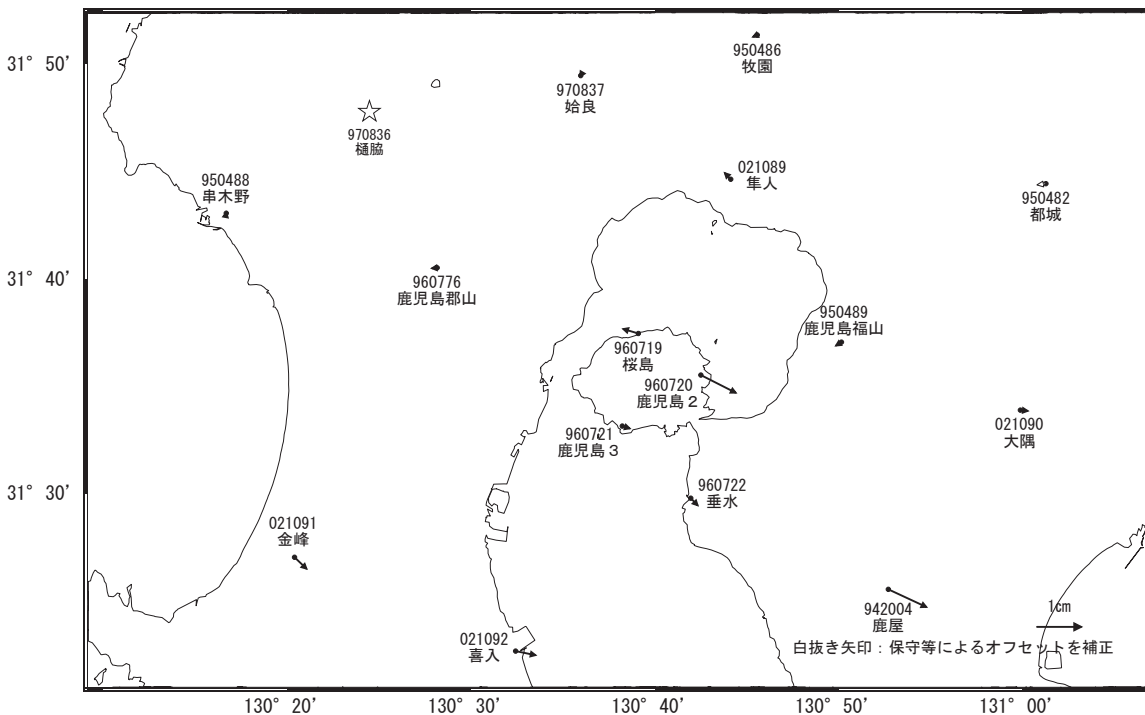 950486
牧園
31° 50′
970837
姶良
970836
樋脇
021089
隼人
950488
串木野
950482
都城
31° 40′
960776
鹿児島郡山
950489
鹿児島福山
960719
桜島
960720
鹿児島２
960721
鹿児島３
021090
大隅
31° 30′
960722
垂水
021091
金峰
942004
鹿屋
1cm
021092
喜入
白抜き矢印：保守等によるオフセットを補正
130° 20′
130° 30′
130° 40′
130° 50′
131° 00′